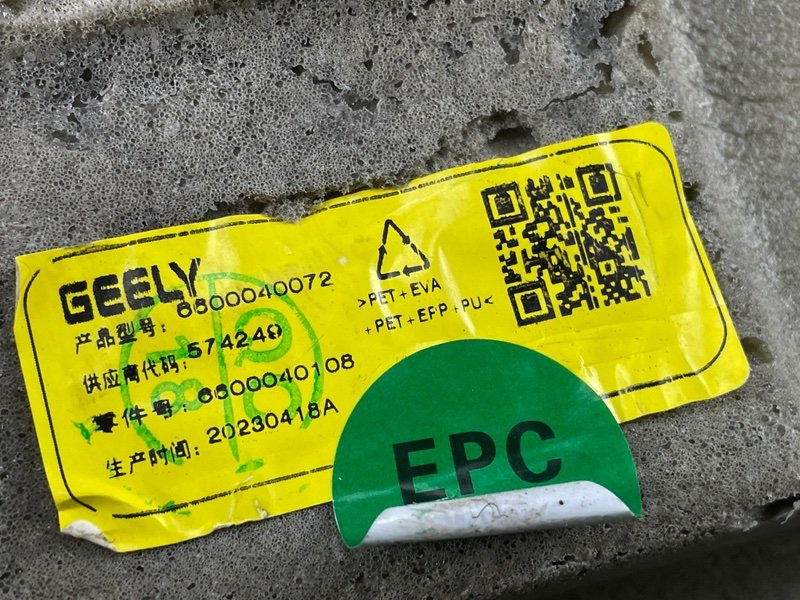 GEELY
产品型号: 6600040072
供应商代码: 574249
零件号: 6600040108
生产时间: 20230418A
>PET+EVA
+PET+EPP+PU<
EPC